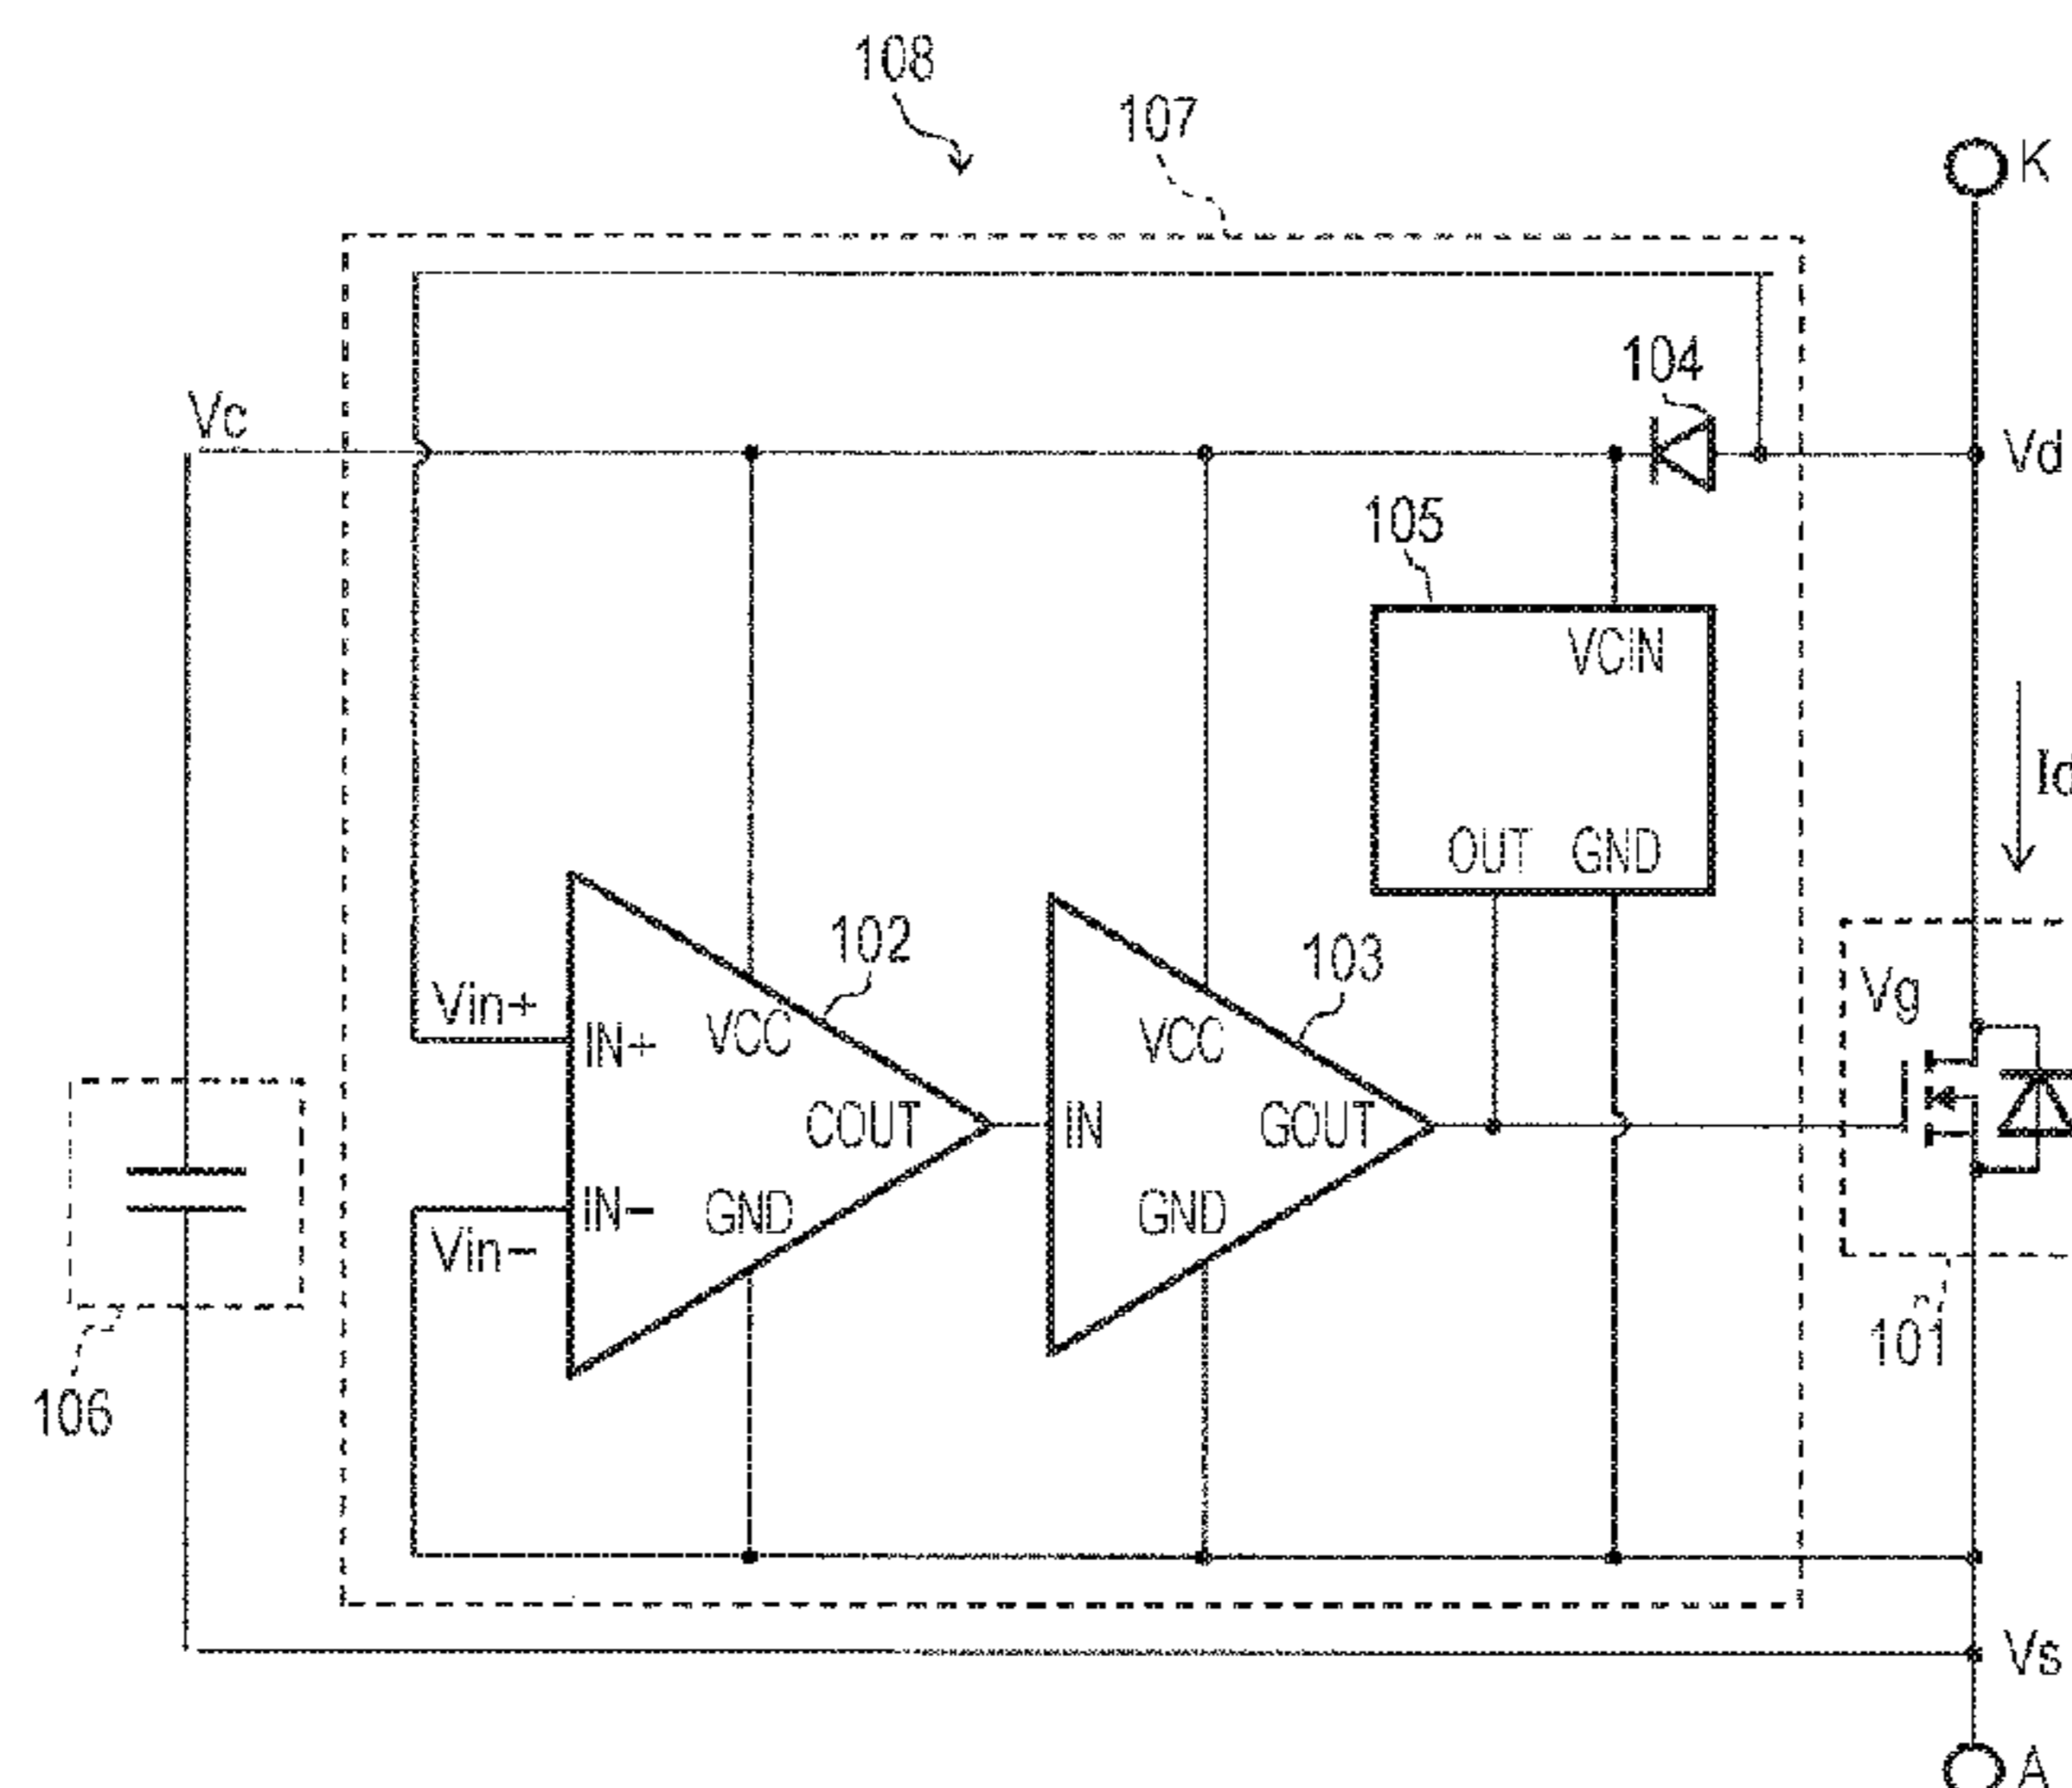 108
107
K
104
Vc
Vd
105
VCIN
Id
OUT GND
102
103
Vg
Vin+
IN+
VCC
VCC
COUT
IN
GOUT
IN−
GND
GND
Vin−
101
106
Vs
A